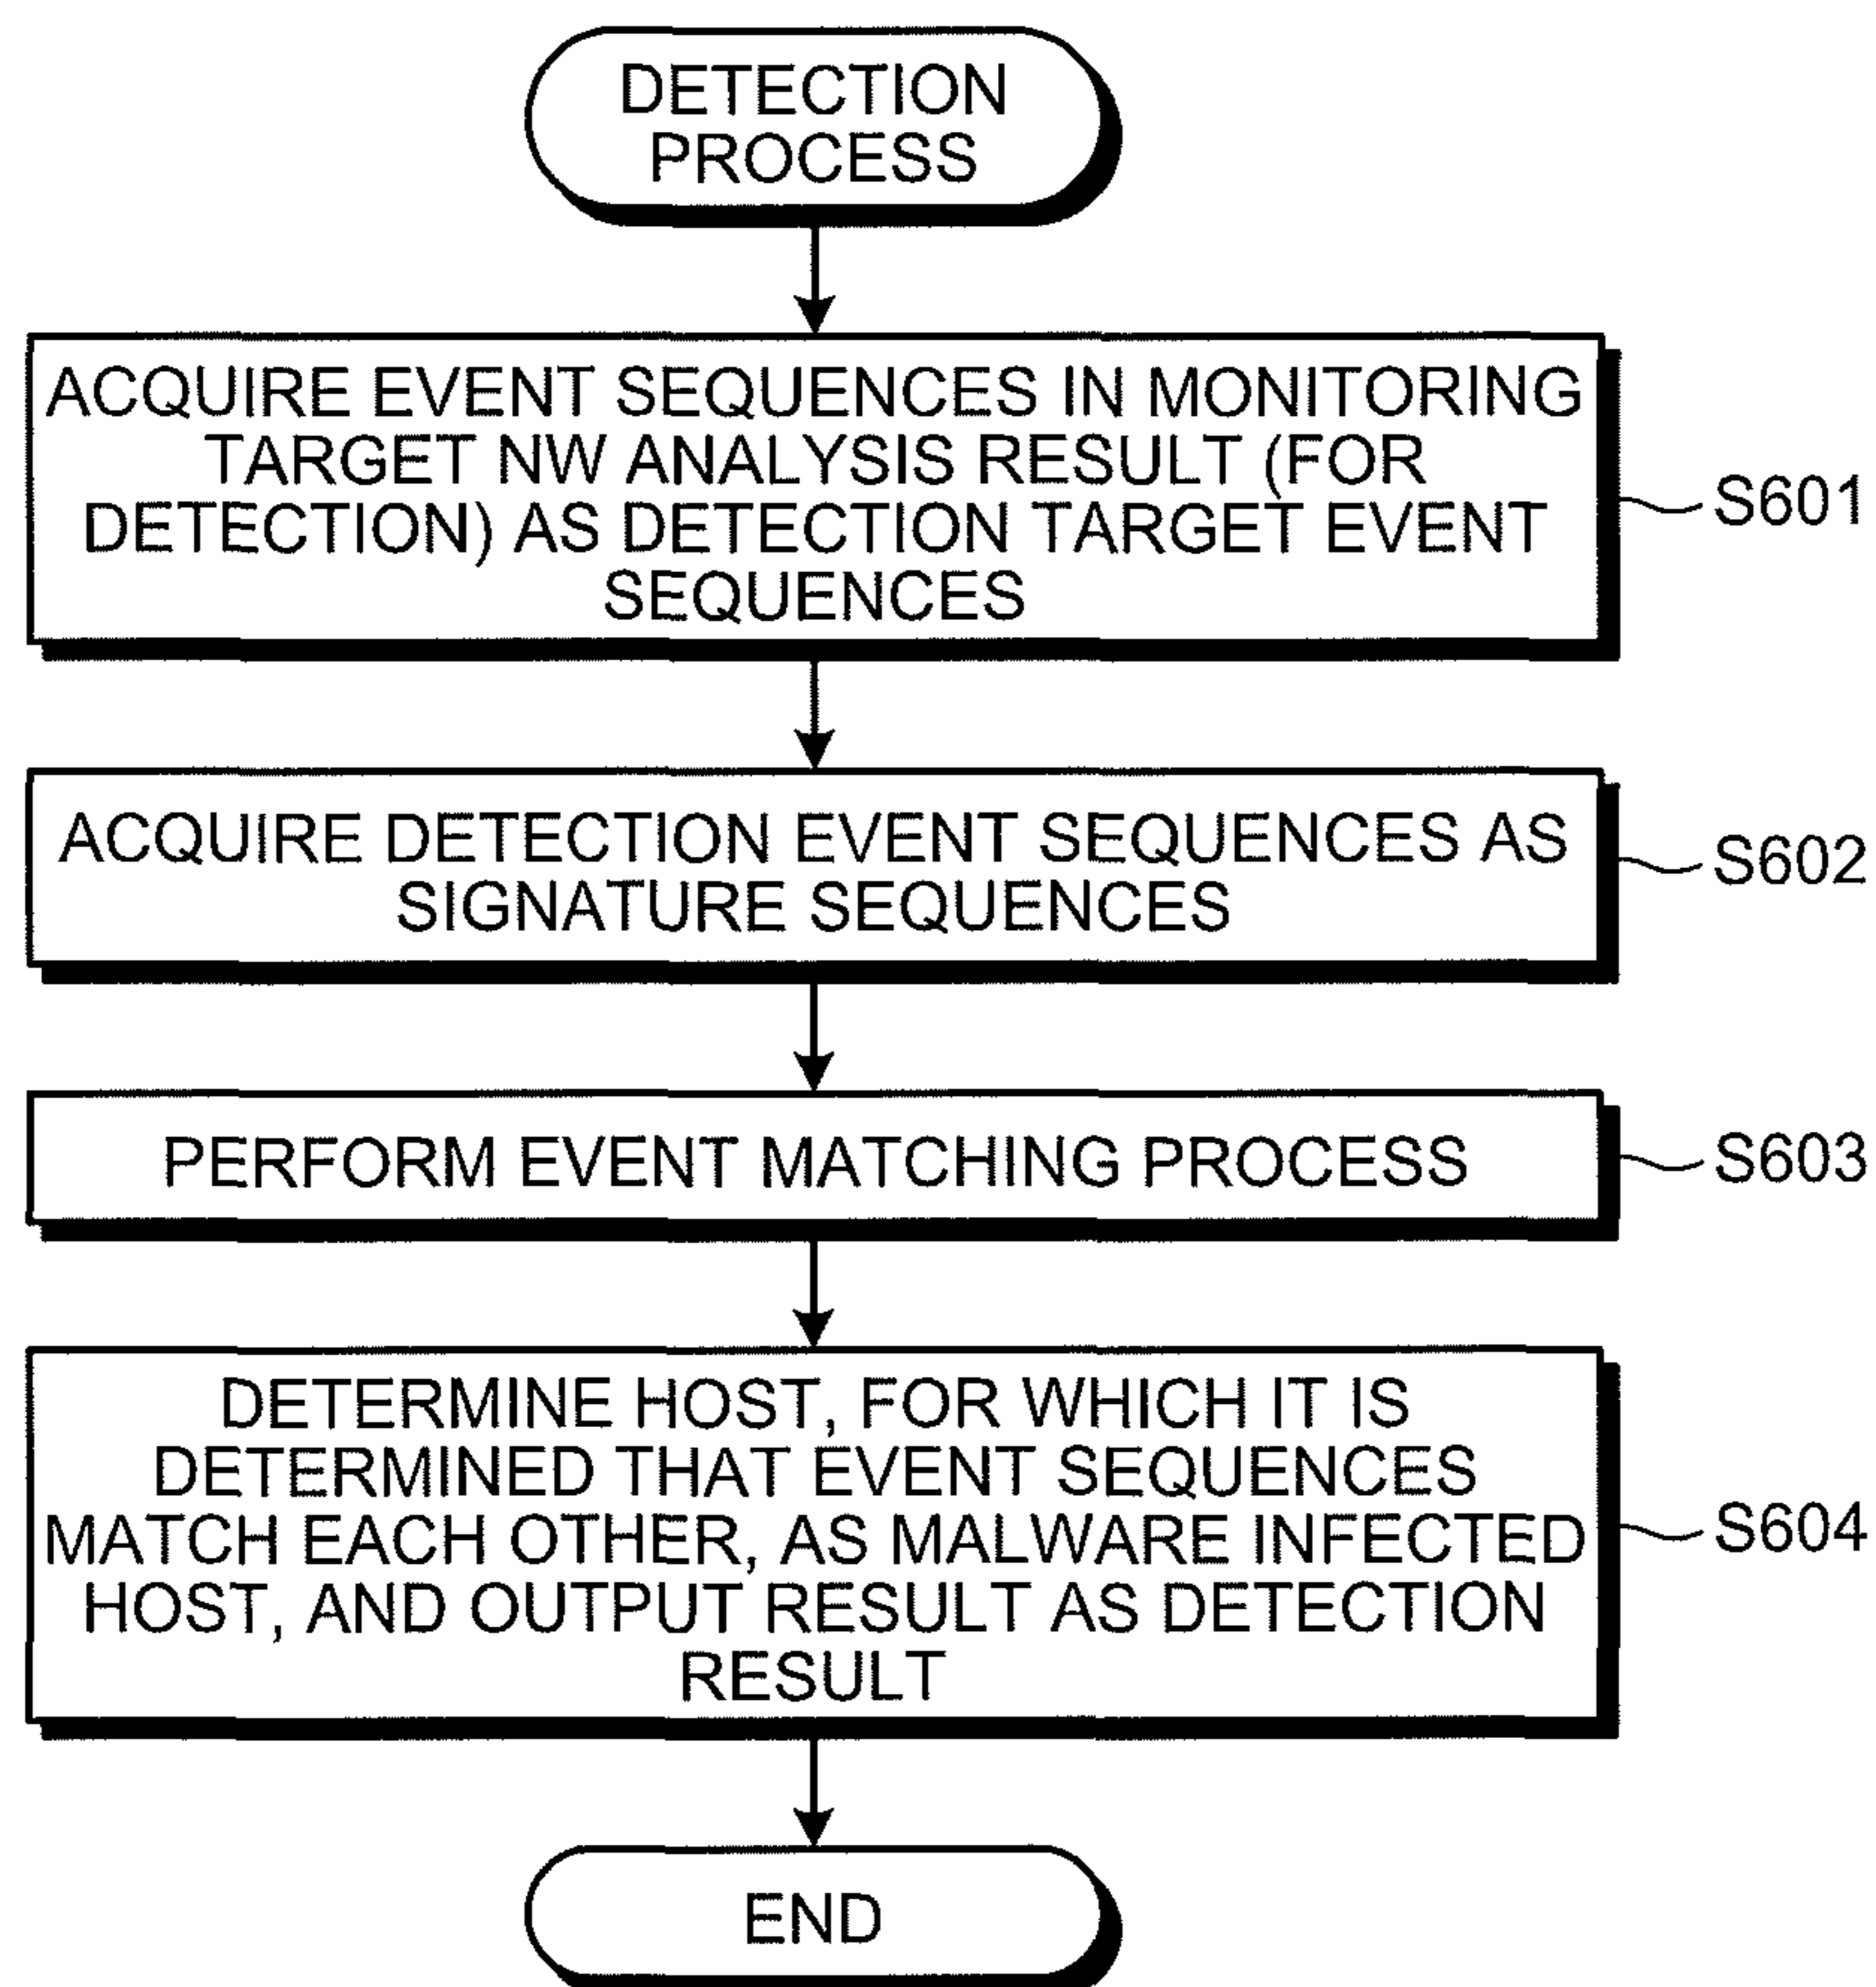 DETECTION
PROCESS
ACQUIRE EVENT SEQUENCES IN MONITORING
TARGET NW ANALYSIS RESULT (FOR
DETECTION) AS DETECTION TARGET EVENT
SEQUENCES
S601
ACQUIRE DETECTION EVENT SEQUENCES AS
SIGNATURE SEQUENCES
S602
PERFORM EVENT MATCHING PROCESS
S603
DETERMINE HOST, FOR WHICH IT IS
DETERMINED THAT EVENT SEQUENCES
MATCH EACH OTHER, AS MALWARE INFECTED
HOST, AND OUTPUT RESULT AS DETECTION
RESULT
S604
END